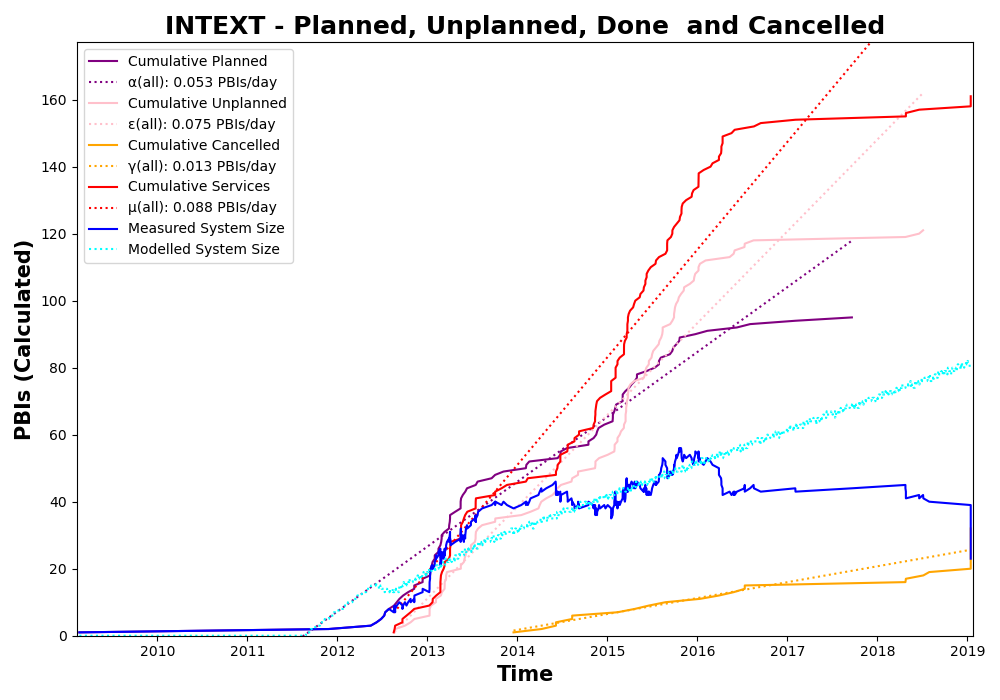 INTEXT - Planned, Unplanned, Done  and Cancelled
Cumulative Planned
α(all): 0.053 PBIs/day
Cumulative Unplanned
ε(all): 0.075 PBIs/day
Cumulative Cancelled
γ(all): 0.013 PBIs/day
Cumulative Services
μ(all): 0.088 PBIs/day
Measured System Size
Modelled System Size
PBIs (Calculated)
160
140
120
100
80
60
40
20
0
2010 2011 2012 2013 2014 2015 2016 2017 2018 2019
Time